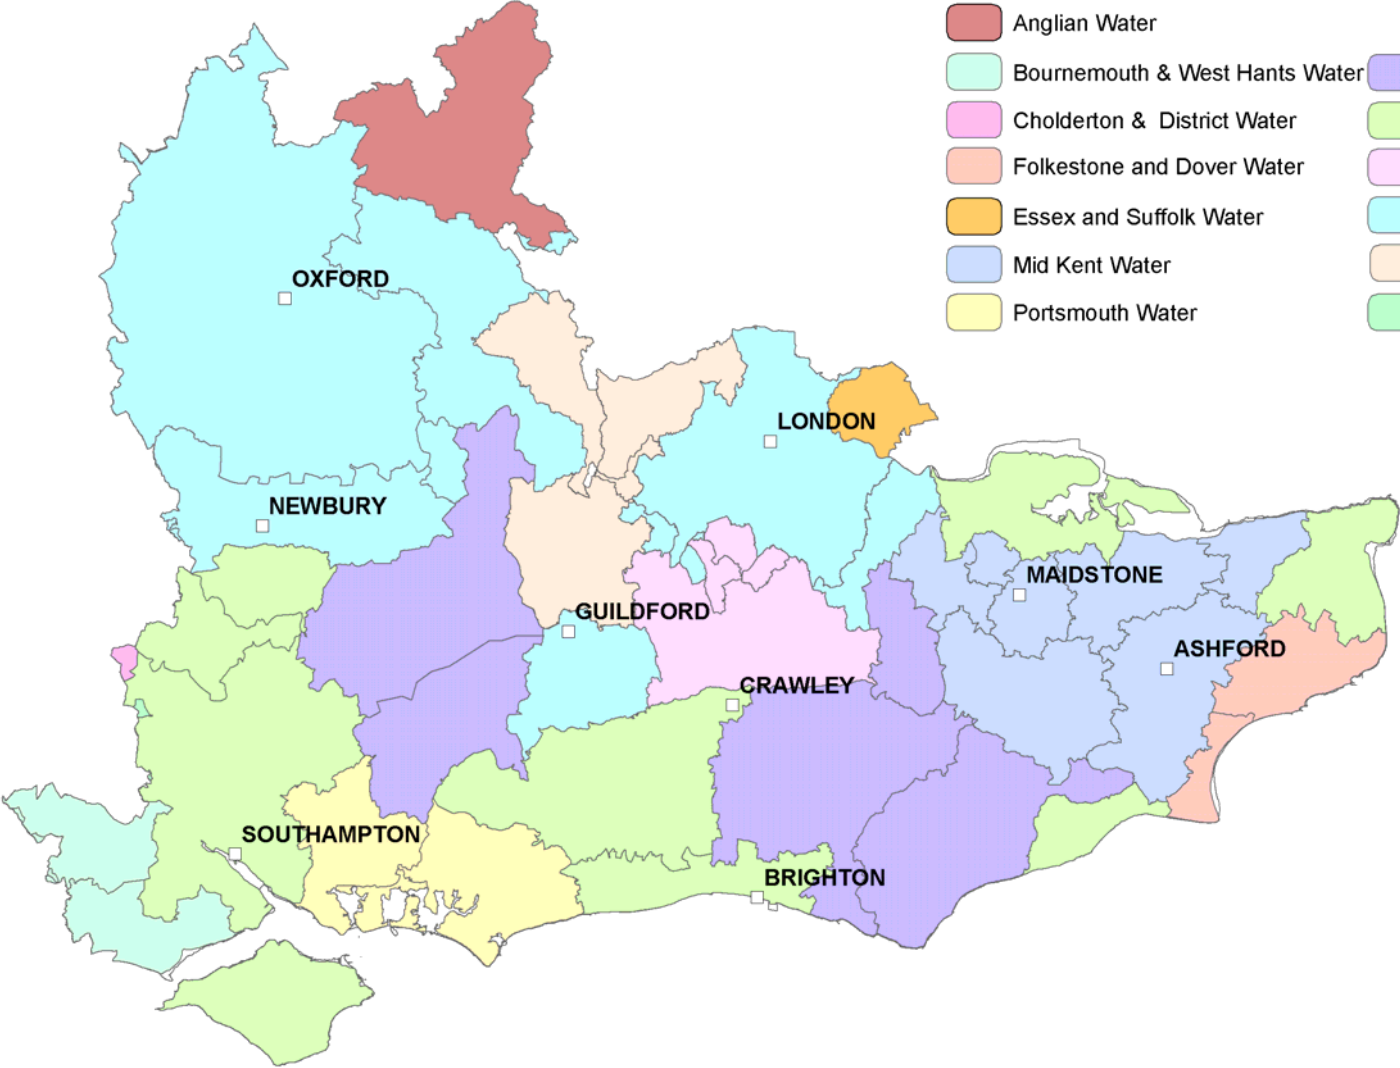 Anglian Water
Bournemouth & West Hants Water
Cholderton & District Water
Folkestone and Dover Water
Essex and Suffolk Water
Mid Kent Water
Portsmouth Water
OXFORD
LONDON
NEWBURY
MAIDSTONE
GUILDFORD
ASHFORD
CRAWLEY
SOUTHAMPTON
BRIGHTON